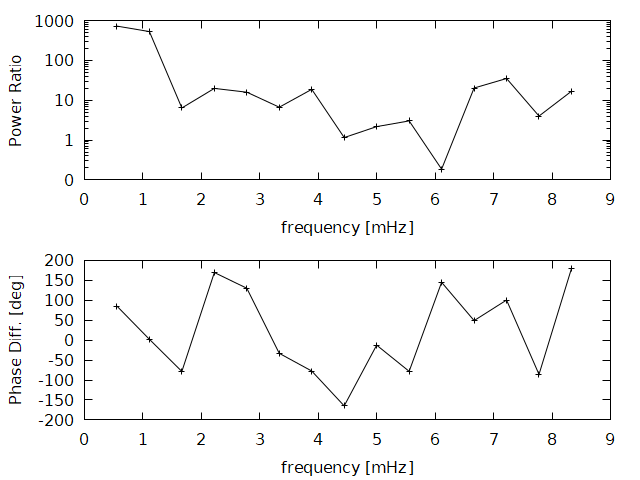 1000
100
10
1
0
Power Ratio
0 1 2 3 4 5 6 7 8 9
frequency [mHz]
200
150
100
50
0
-50
-100
-150
-200
Phase Diff. [deg]
0 1 2 3 4 5 6 7 8 9
frequency [mHz]